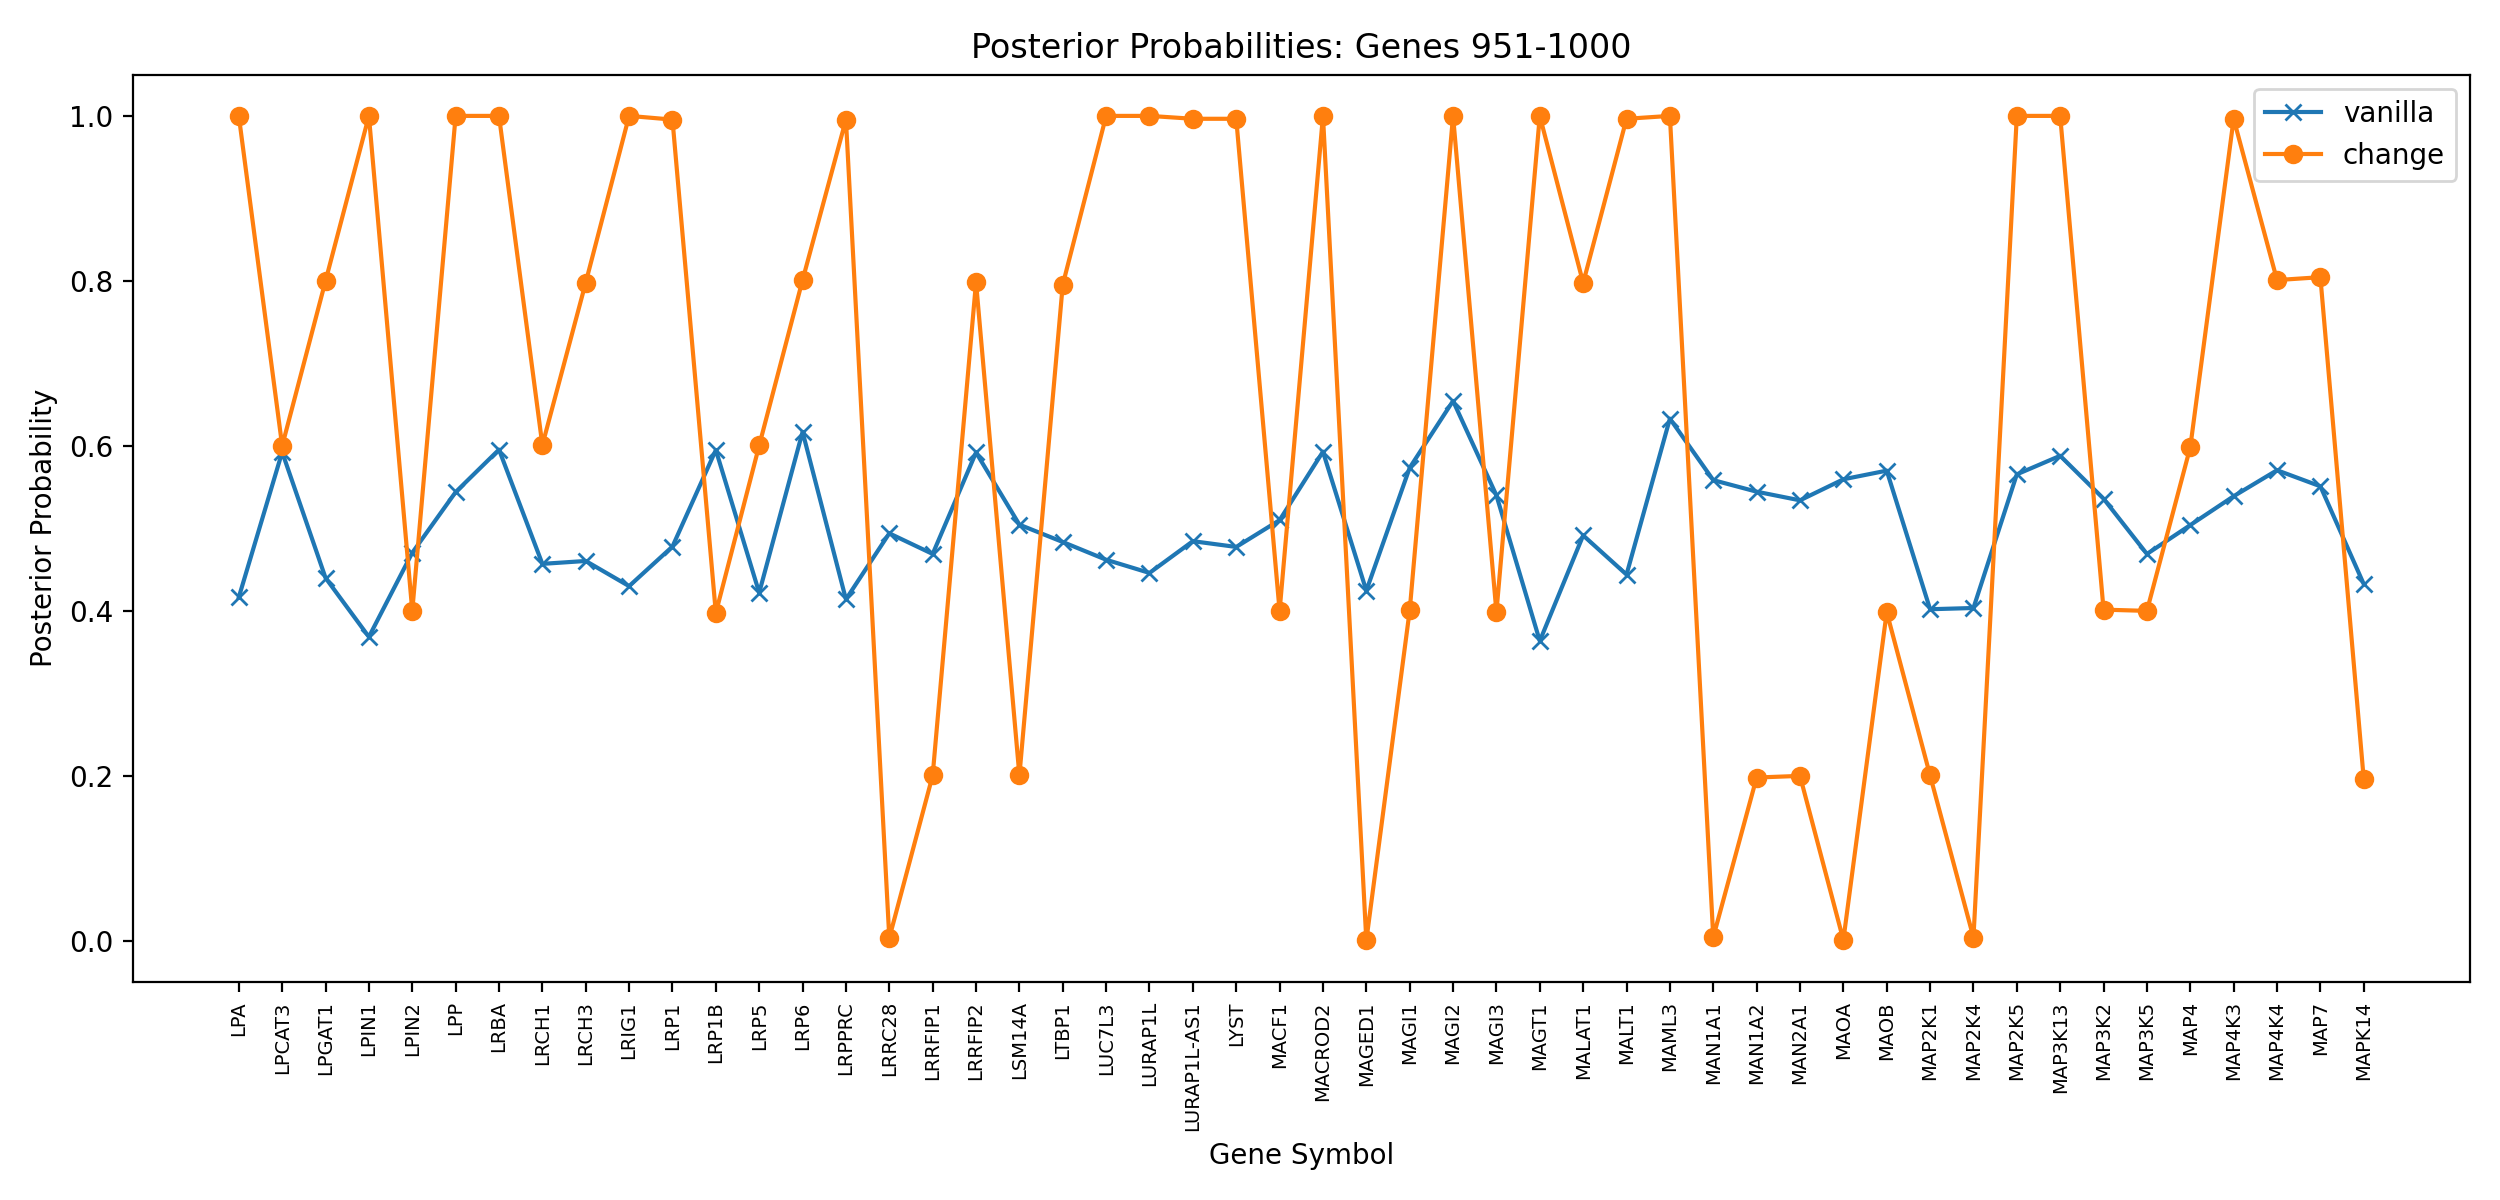 Posterior Probabilities: Genes 951-1000
vanilla
change
Posterior Probability
1.0
0.8
0.6
0.4
0.2
0.0
LPA
LPCAT3
LPGAT1
LPIN1
LPIN2
LPP
LRBA
LRCH1
LRCH3
LRIG1
LRP1
LRP1B
LRP5
LRP6
LRPPRC
LRRC28
LRRFIP1
LRRFIP2
LSM14A
LTBP1
LUC7L3
LURAP1L
LURAP1L-AS1
LYST
MACF1
MACROD2
MAGED1
MAGI1
MAGI2
MAGI3
MAGT1
MALAT1
MALT1
MAML3
MAN1A1
MAN1A2
MAN2A1
MAOA
MAOB
MAP2K1
MAP2K4
MAP2K5
MAP3K13
MAP3K2
MAP3K5
MAP4
MAP4K3
MAP4K4
MAP7
MAPK14
Gene Symbol